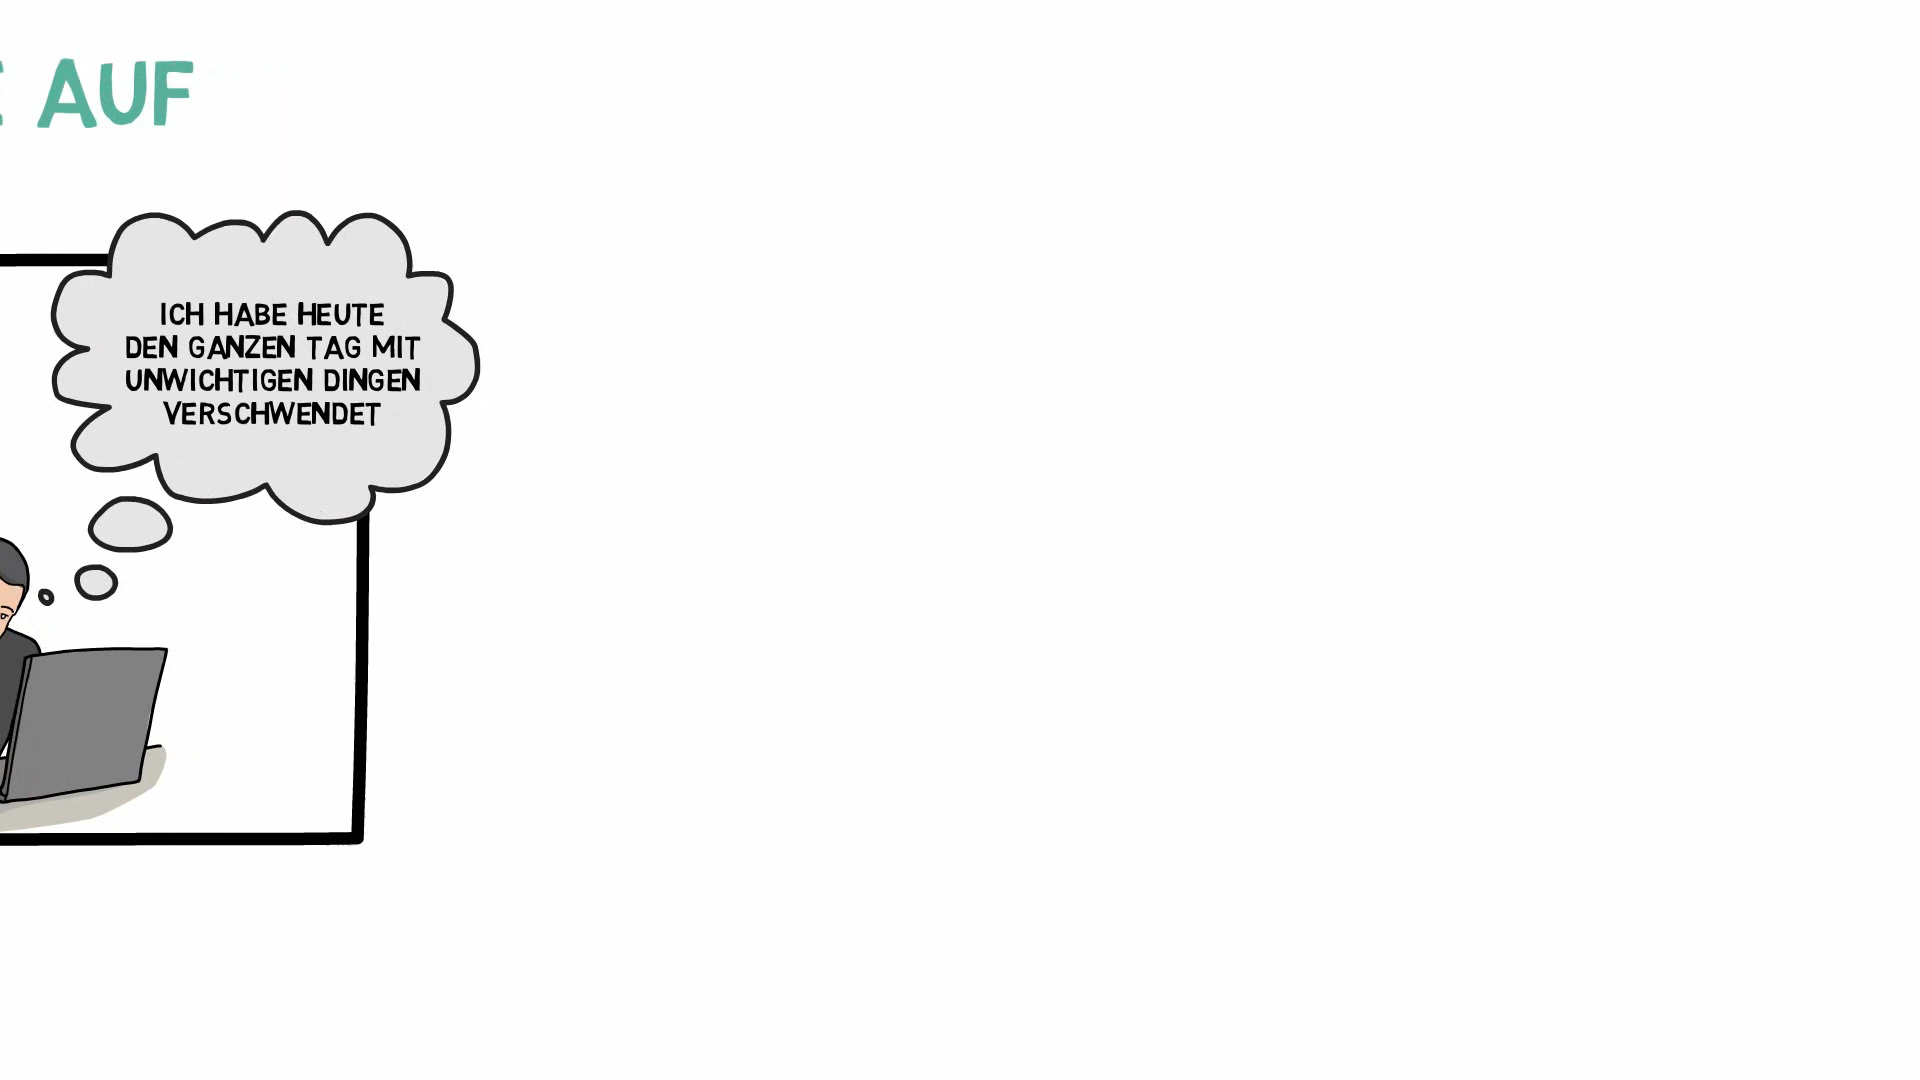 AUF
ICH HABE HEUTE
DEN GANZEN TAG MIT
UNWICHTIGEN DINGEN
VERSCHWENDET